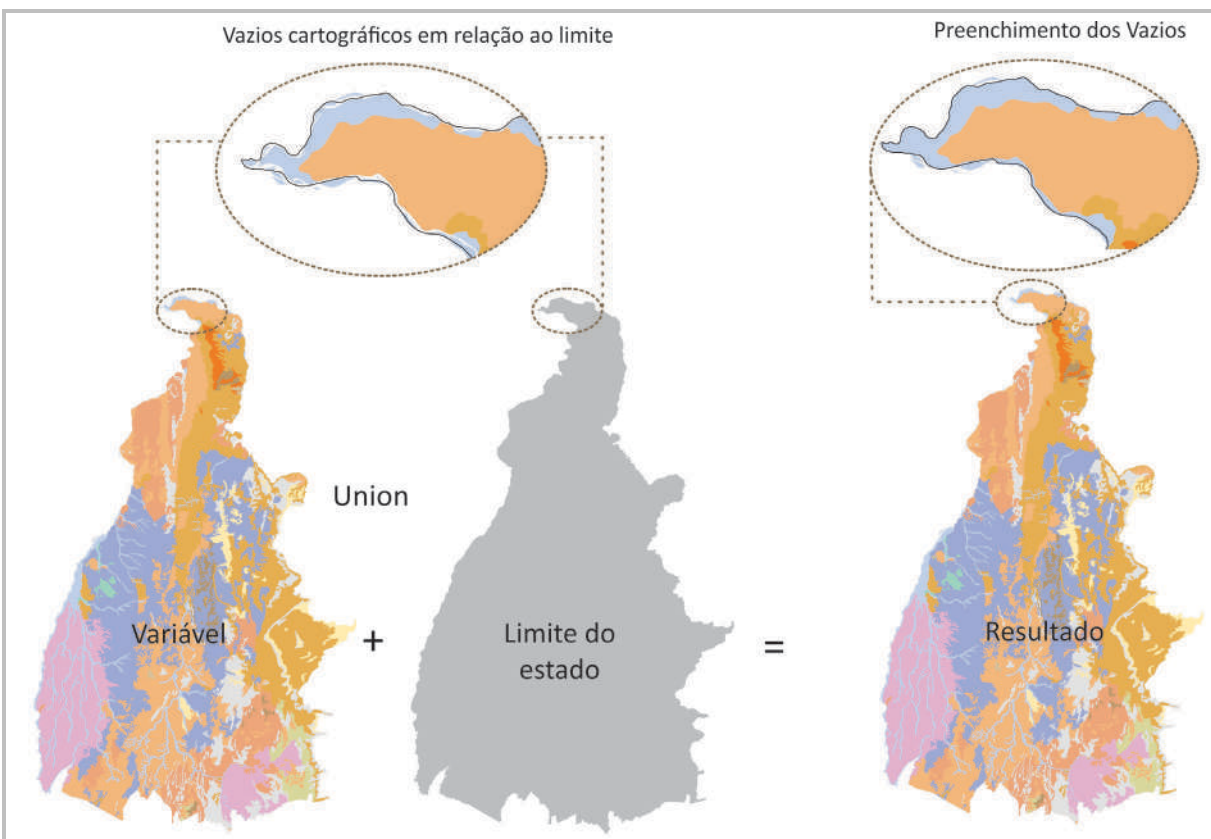 Vazios cartográficos em relação ao limite
Preenchimento dos Vazios
Union
Variável
+
Limite do
estado
=
Resultado